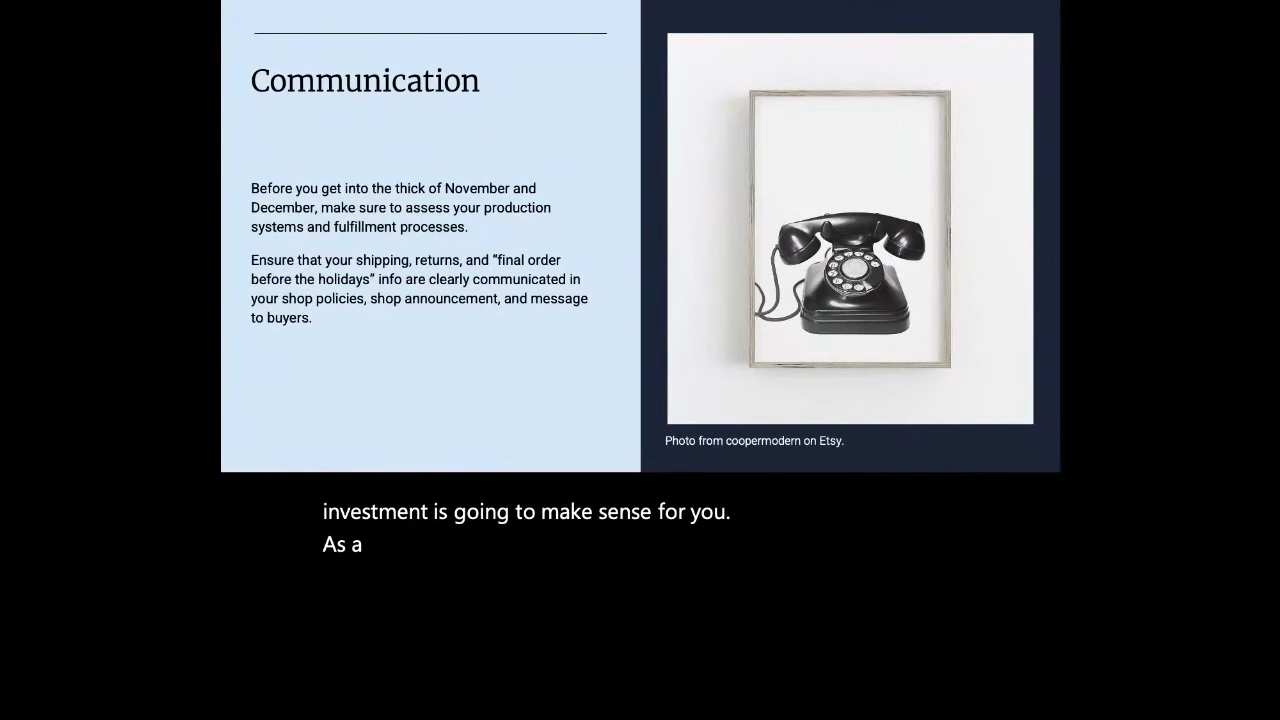 Communication
Before you get into the thick of November and
December, make sure to assess your production
systems and fulfillment processes.
Ensure that your shipping, returns, and “final order
before the holidays” info are clearly communicated in
your shop policies, shop announcement, and message
to buyers.
Photo from coopermodern on Etsy.
investment is going to make sense for you.
As a